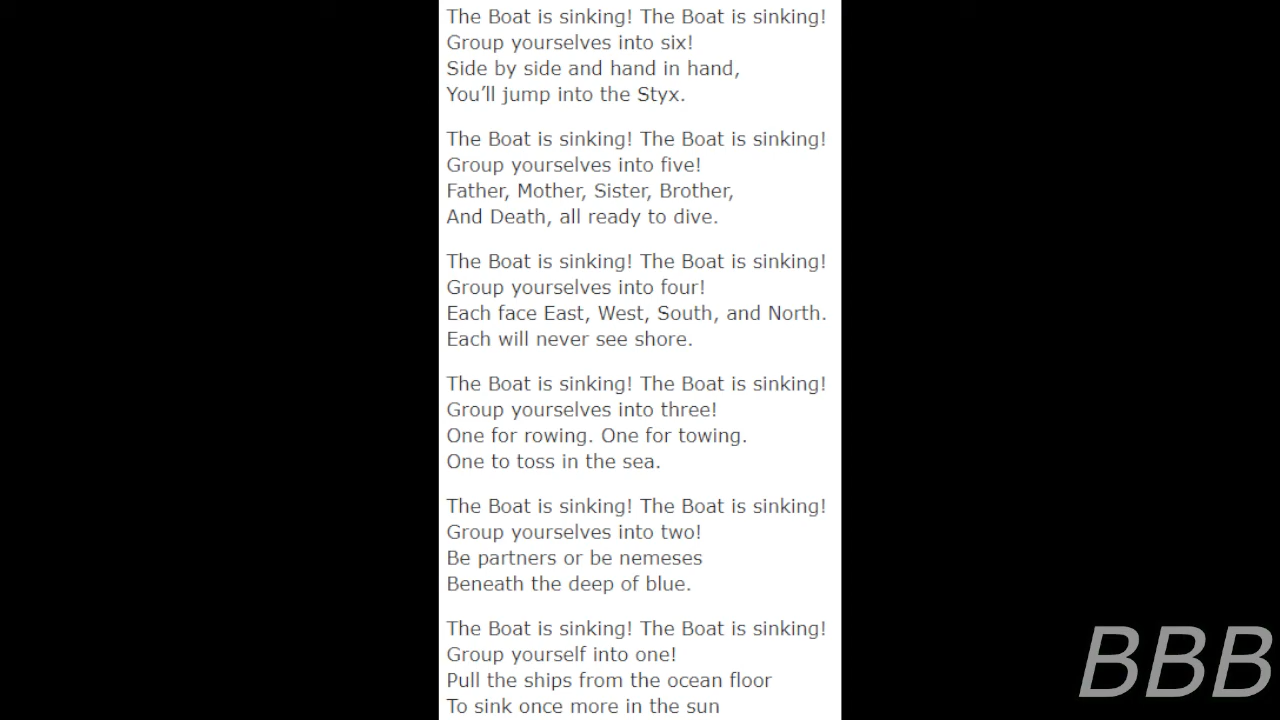 The Boat is sinking! The Boat is sinking!
Group yourselves into six!
Side by side and hand in hand,
You’ll jump into the Styx.
The Boat is sinking! The Boat is sinking!
Group yourselves into five!
Father, Mother, Sister, Brother,
And Death, all ready to dive.
The Boat is sinking! The Boat is sinking!
Group yourselves into four!
Each face East, West, South, and North.
Each will never see shore.
The Boat is sinking! The Boat is sinking!
Group yourselves into three!
One for rowing. One for towing.
One to toss in the sea.
The Boat is sinking! The Boat is sinking!
Group yourselves into two!
Be partners or be nemeses
Beneath the deep of blue.
The Boat is sinking! The Boat is sinking!
Group yourself into one!
Pull the ships from the ocean floor
To sink once more in the sun
BBB